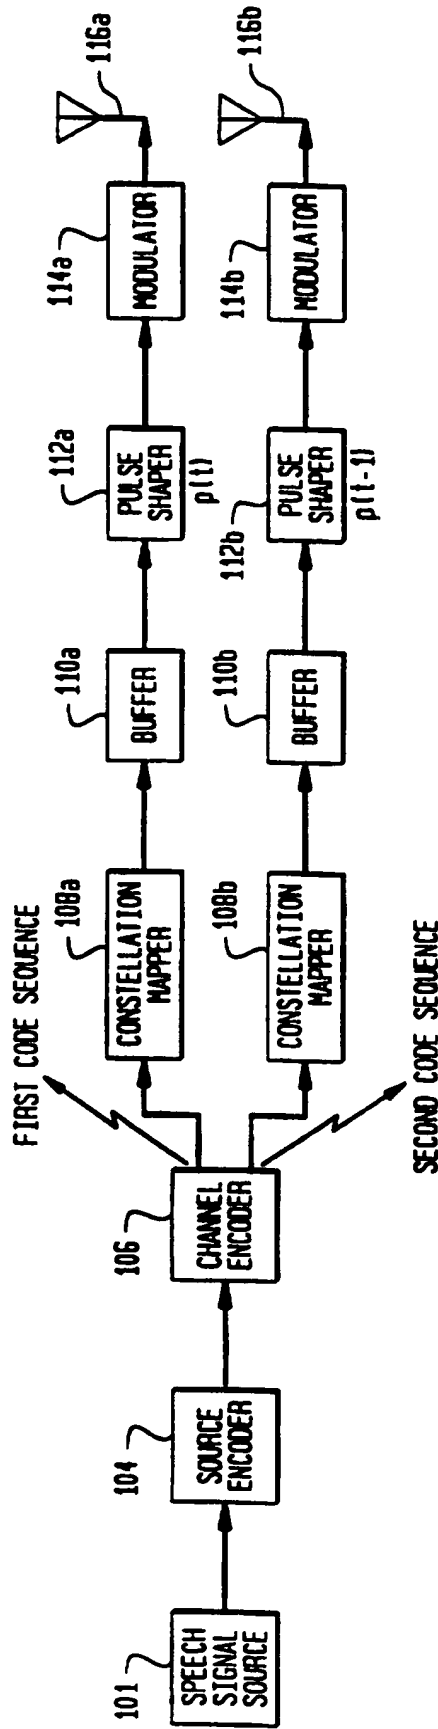 101
SPEECH
SIGNAL
SOURCE
104
SOURCE
ENCODER
106
CHANNEL
ENCODER
FIRST CODE SEQUENCE
SECOND CODE SEQUENCE
108a
CONSTELLATION
MAPPER
110a
BUFFER
112a
PULSE
SHAPER
p(t)
114a
MODULATOR
116a
108b
CONSTELLATION
MAPPER
110b
BUFFER
112b
PULSE
SHAPER
p(t-1)
114b
MODULATOR
116b